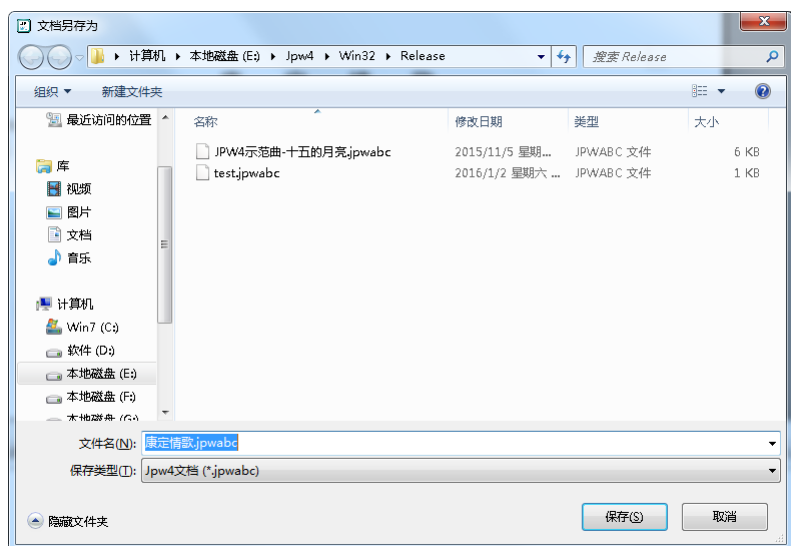 文档另存为
计算机 本地磁盘 (E:) Jpw4 Win32 Release 搜索 Release
组织 新建文件夹
最近访问的位置
库
视频
图片
文档
音乐
计算机
Win7 (C:)
软件 (D:)
本地磁盘 (E:)
本地磁盘 (F:)
本地磁盘 (G:)
名称 修改日期 类型 大小
JPW4示范曲-十五的月亮.jpwabc 2015/11/5 星期... JPWABC 文件 6 KB
test.jpwabc 2016/1/2 星期六 ... JPWABC 文件 1 KB
文件名(N): 康定情歌.jpwabc
保存类型(T): Jpw4文档 (*.jpwabc)
隐藏文件夹 保存(S) 取消